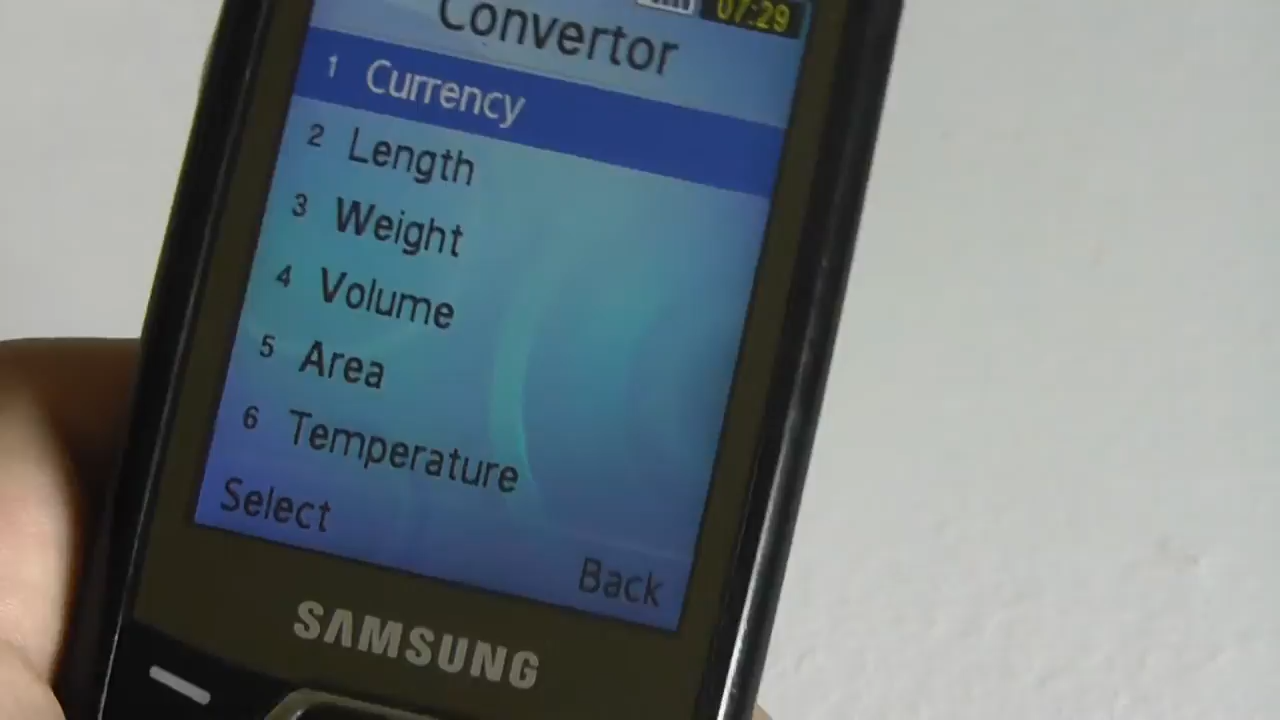 07:29
Convertor
1 Currency
2 Length
3 Weight
4 Volume
5 Area
6 Temperature
Select
Back
SAMSUNG